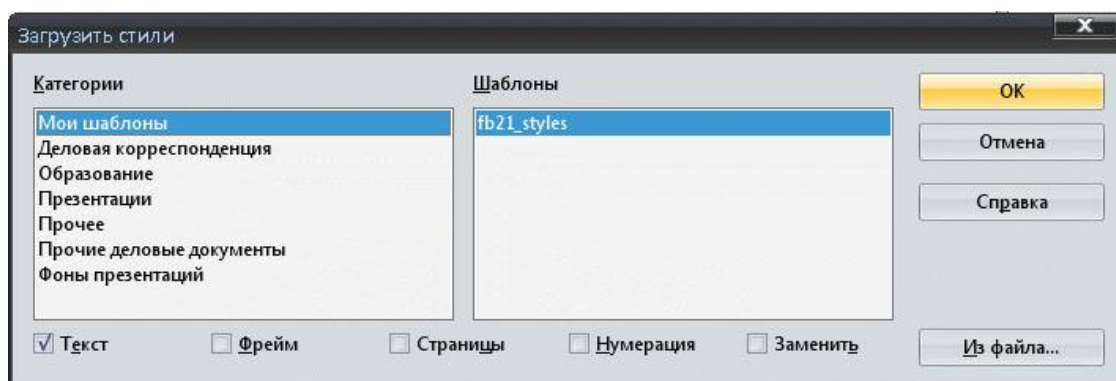 Загрузить стили
Категории
Мои шаблоны
Деловая корреспонденция
Образование
Презентации
Прочее
Прочие деловые документы
Фоны презентаций
Шаблоны
fb21_styles
ОК
Отмена
Справка
Текст
Фрейм
Страницы
Нумерация
Заменить
Из файла...